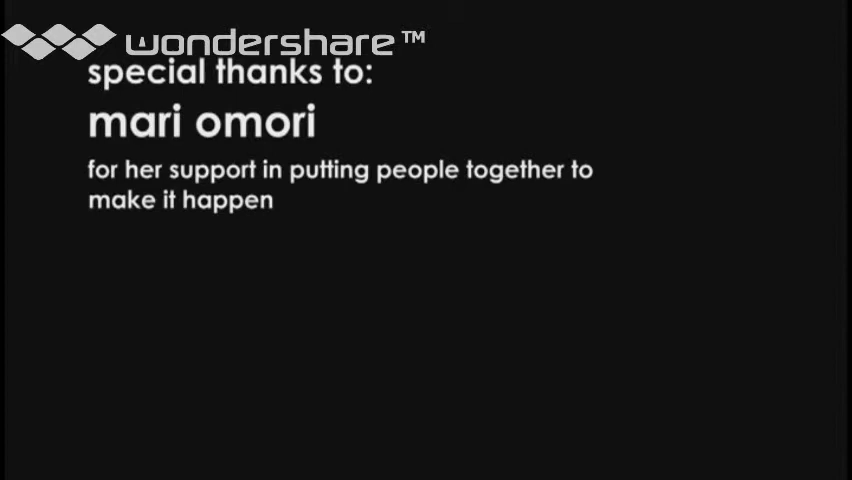 wondershare™
special thanks to:
mari omori
for her support in putting people together to
make it happen